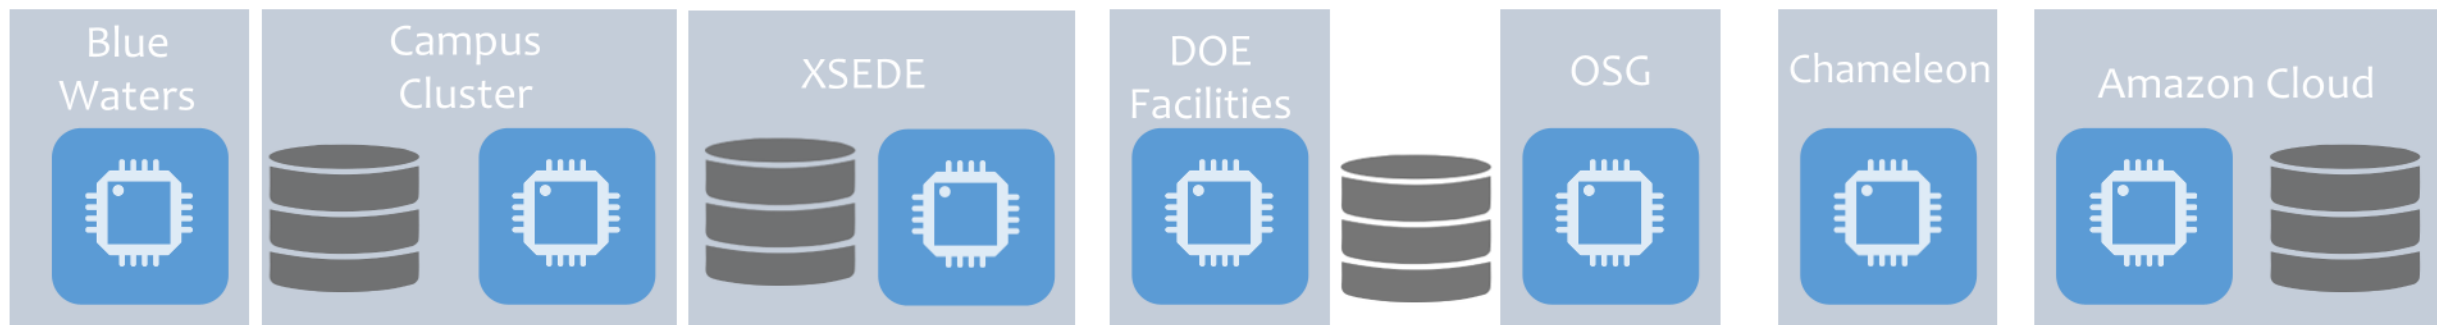 Blue
Waters
Campus
Cluster
XSEDE
DOE
Facilities
OSG
Chameleon
Amazon Cloud